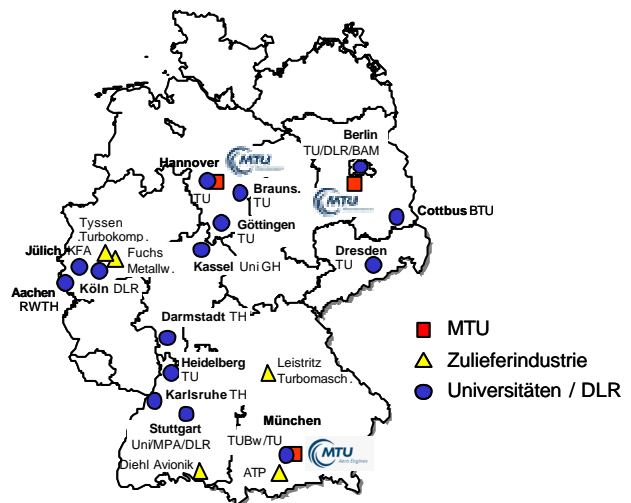 Berlin
TU/DLR/BAM
MTU
Hannover
TU
Brauns.
TU
MTU
Göttingen
TU
Cottbus BTU
Tyssen
.Turbokomp.
Fuchs
Metallw.
Jülich KFA
Kassel Uni GH
Dresden
TU
Aachen
RWTH
Köln DLR
Darmstadt TH
Heidelberg
TU
Leistritz
Turbomasch.
Karlsruhe TH
Stuttgart
Uni/MPA/DLR
München
TUBw/TU
MTU
Aero Engines
Diehl Avionik
ATP
MTU
Zulieferindustrie
Universitäten / DLR